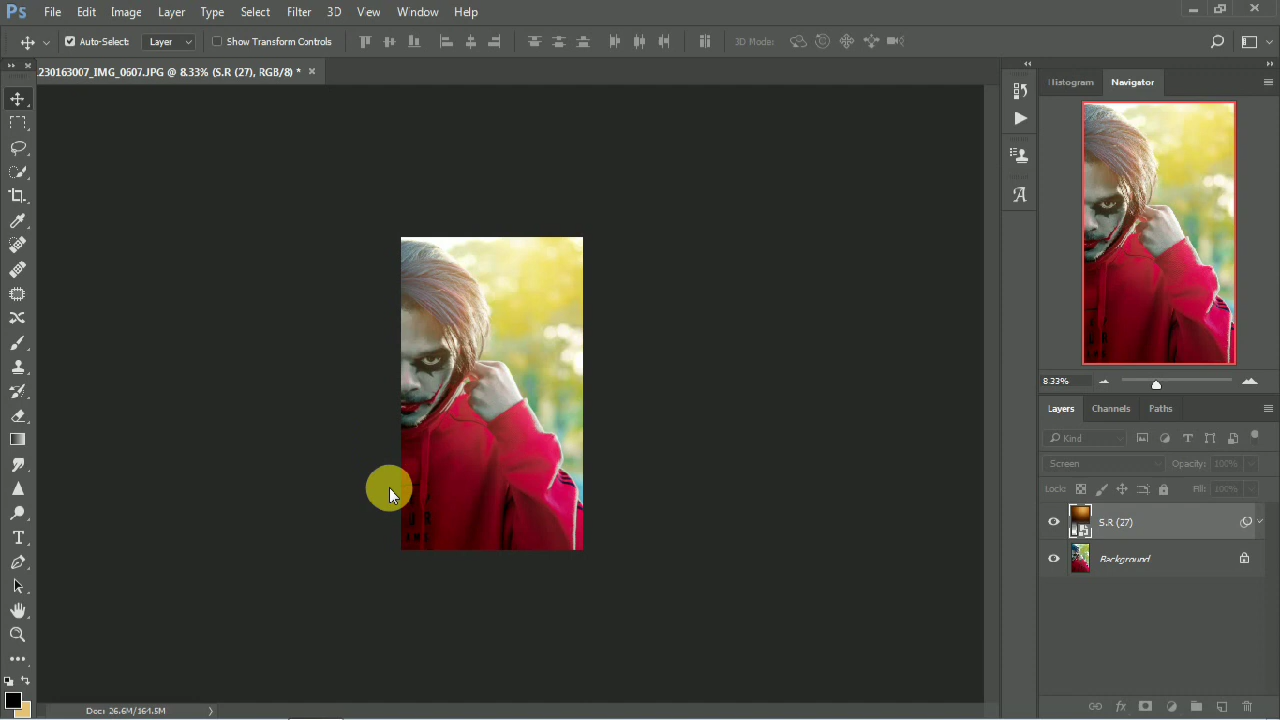 Ps File Edit Image Layer Type Select Filter 3D View Window Help
Auto-Select: Layer Show Transform Controls 3D Mode:
230163007_IMG_0607.JPG @ 8.33% (S.R (27), RGB/8) *
Histogram Navigator
8.33%
Layers Channels Paths
Kind
Screen Opacity: 100%
Lock: Fill: 100%
S.R (27)
Background
Doc: 26.6M/164.5M